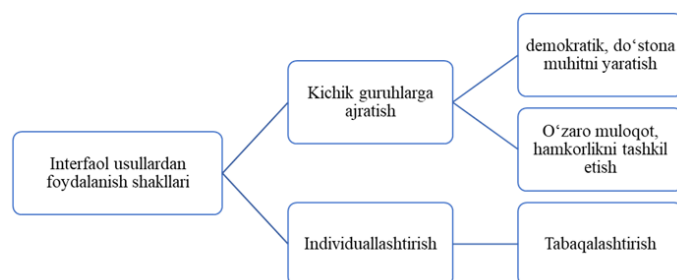 Interfaol usullardan
foydalanish shakllari
Kichik guruhlarga
ajratish
demokratik, do‘stona
muhitni yaratish
O‘zaro muloqot,
hamkorlikni tashkil
etish
Individuallashtirish
Tabaqalashtirish